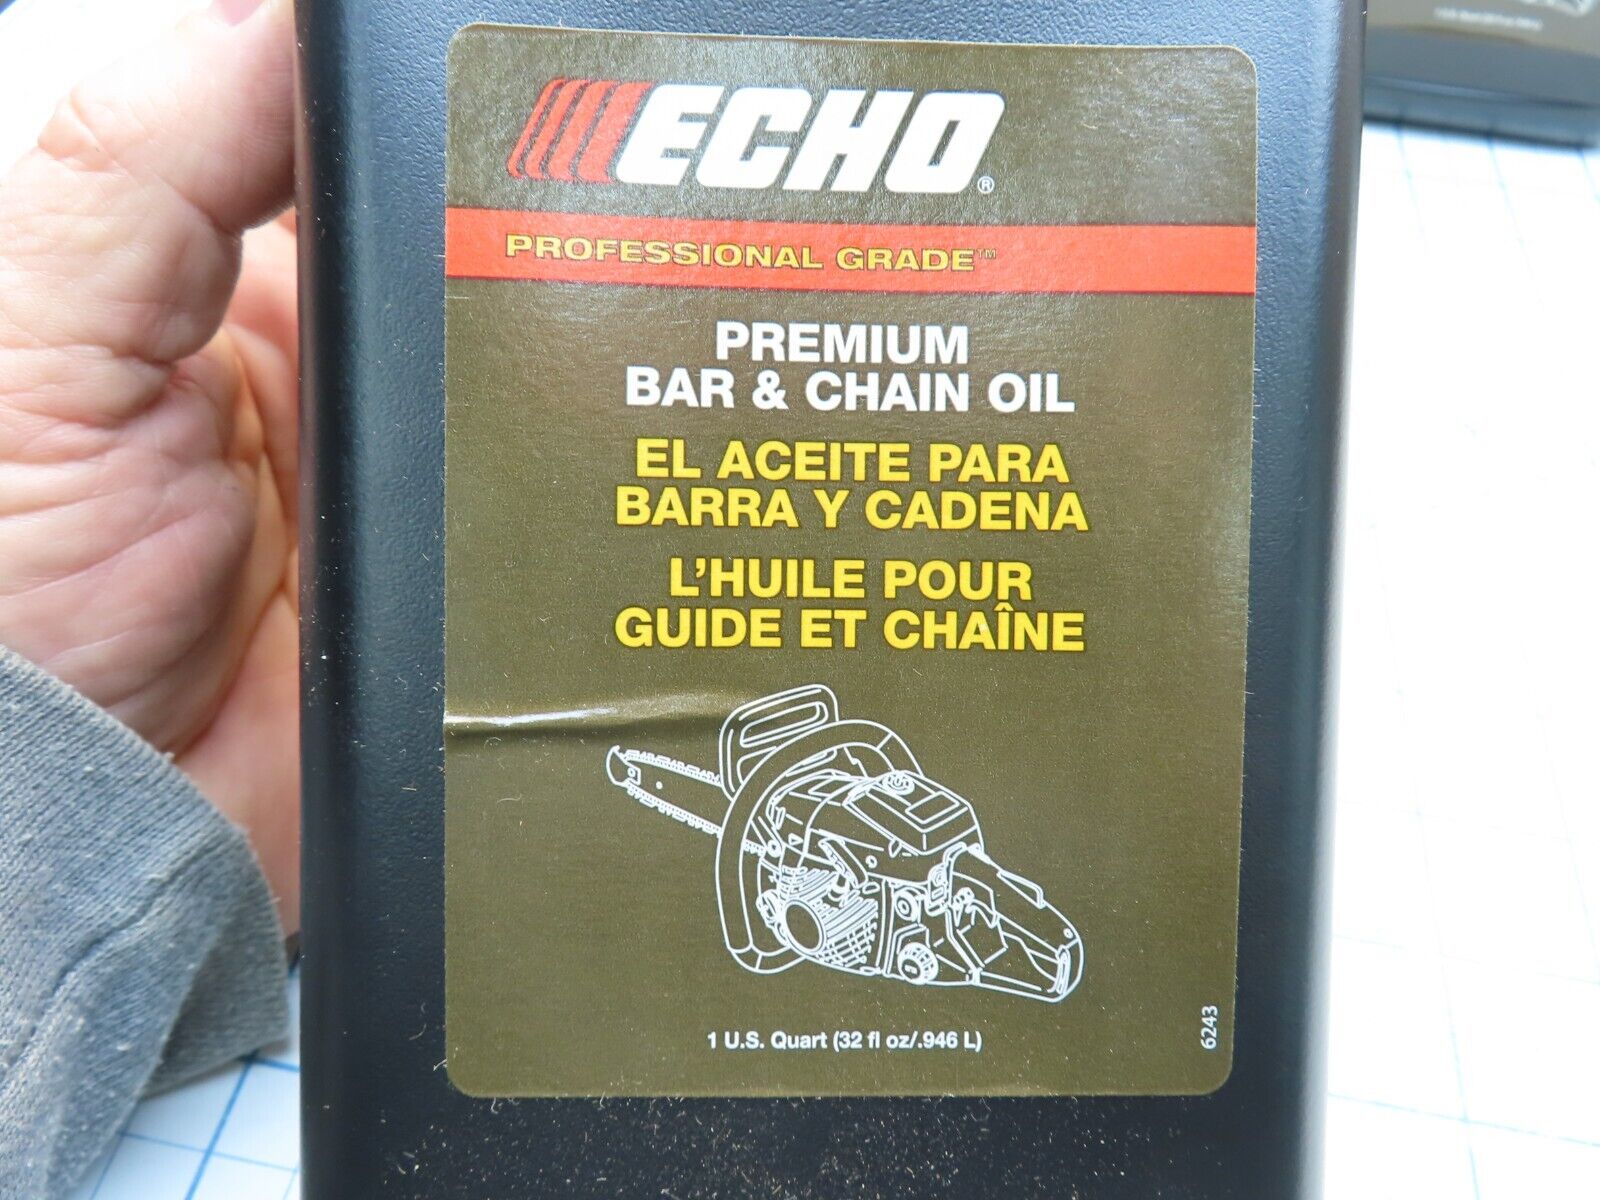 ECHO®
PROFESSIONAL GRADE™
PREMIUM
BAR & CHAIN OIL
EL ACEITE PARA
BARRA Y CADENA
L'HUILE POUR
GUIDE ET CHAÎNE
1 U.S. Quart (32 fl oz/.946 L)
6243